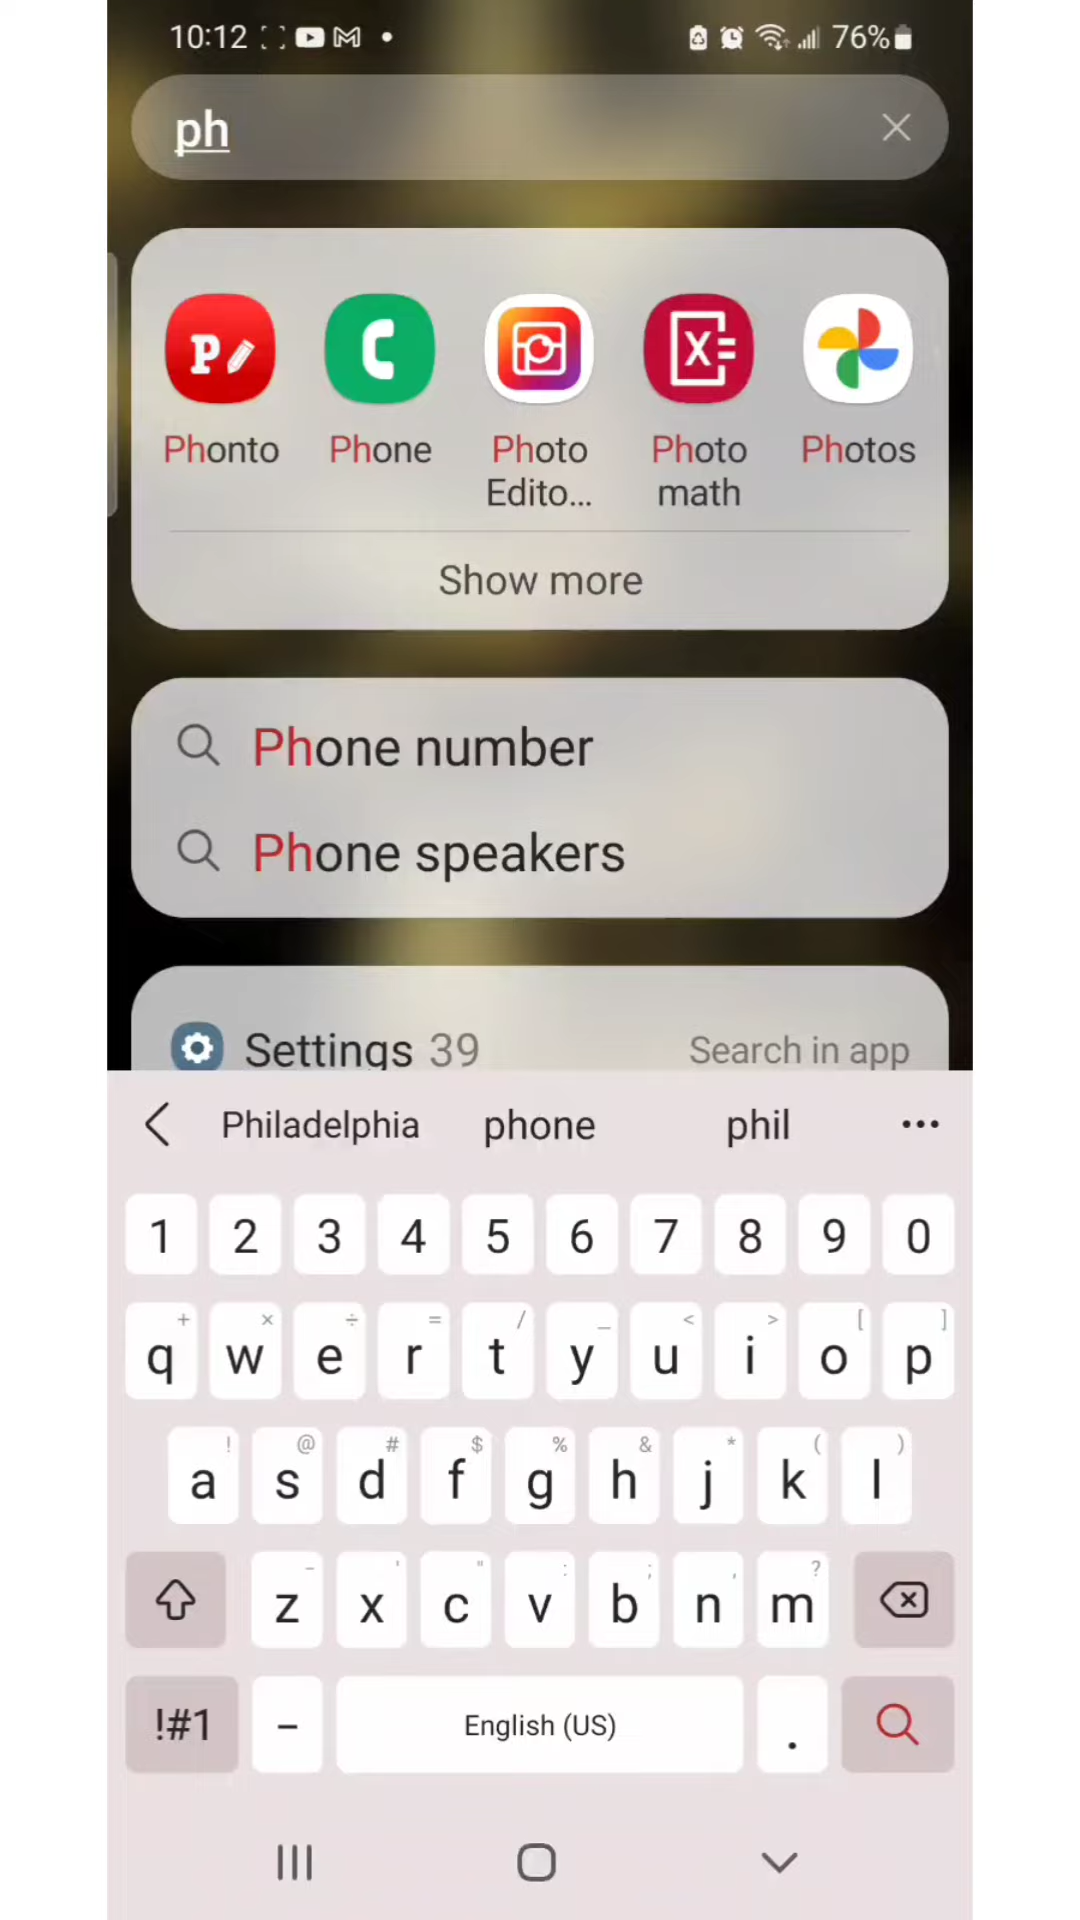 10:12 76%
ph
Phonto Phone Photo Edito... Photo math Photos
Show more
Phone number
Phone speakers
Settings 39 Search in app
Philadelphia phone phil ...
1 2 3 4 5 6 7 8 9 0
+ × ÷ = / _ < > [ ]
q w e r t y u i o p
! @ # $ % & * ( )
a s d f g h j k l
- ' " : ; , ?
z x c v b n m
!#1 - English (US) .